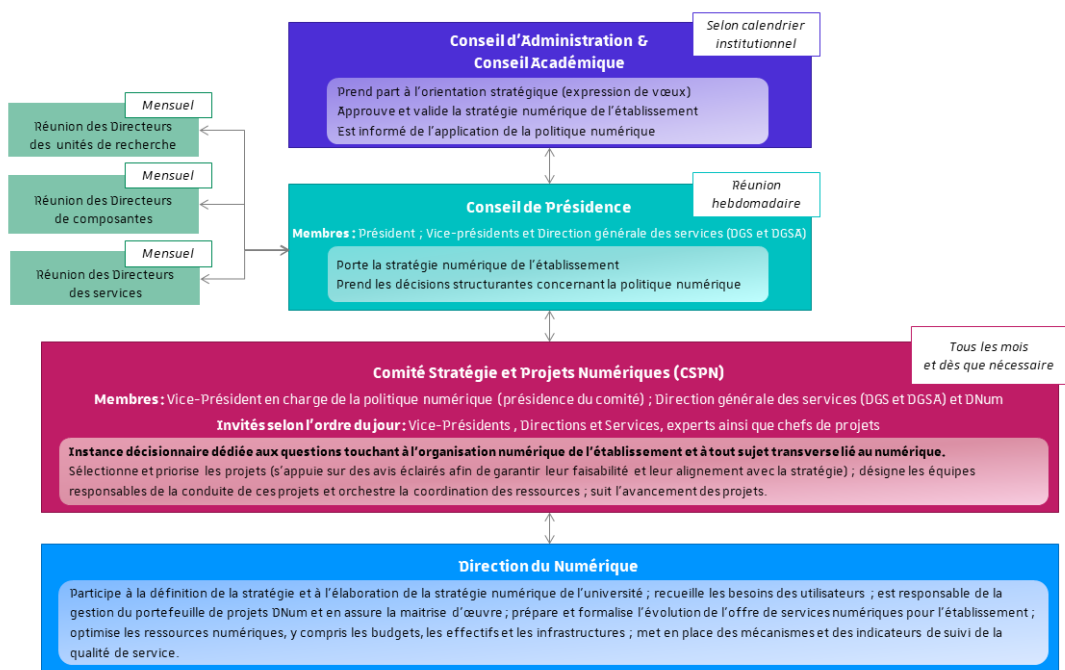 Selon calendrier
institutionnel
Conseil d'Administration &
Conseil Académique
Prend part à l'orientation stratégique (expression de vœux)
Approuve et valide la stratégie numérique de l'établissement
Est informé de l'application de la politique numérique
Mensuel
Réunion des Directeurs
des unités de recherche
Mensuel
Réunion des Directeurs
de composantes
Mensuel
Réunion des Directeurs
des services
Réunion
hebdomadaire
Conseil de Présidence
Membres : Président ; Vice-présidents et Direction générale des services (DGS et DGSA)
Porte la stratégie numérique de l'établissement
Prend les décisions structurantes concernant la politique numérique
Tous les mois
et dès que nécessaire
Comité Stratégie et Projets Numériques (CSPN)
Membres : Vice-Président en charge de la politique numérique (présidence du comité) ; Direction générale des services (DGS et DGSA) et DNum
Invités selon l'ordre du jour : Vice-Présidents , Directions et Services, experts ainsi que chefs de projets
Instance décisionnaire dédiée aux questions touchant à l'organisation numérique de l'établissement et à tout sujet transverse lié au numérique.
Sélectionne et priorise les projets (s'appuie sur des avis éclairés afin de garantir leur faisabilité et leur alignement avec la stratégie) ; désigne les équipes
responsables de la conduite de ces projets et orchestre la coordination des ressources ; suit l'avancement des projets.
Direction du Numérique
Participe à la définition de la stratégie et à l'élaboration de la stratégie numérique de l'université ; recueille les besoins des utilisateurs ; est responsable de la
gestion du portefeuille de projets DNum et en assure la maitrise d'œuvre ; prépare et formalise l'évolution de l'offre de services numériques pour l'établissement ;
optimise les ressources numériques, y compris les budgets, les effectifs et les infrastructures ; met en place des mécanismes et des indicateurs de suivi de la
qualité de service.